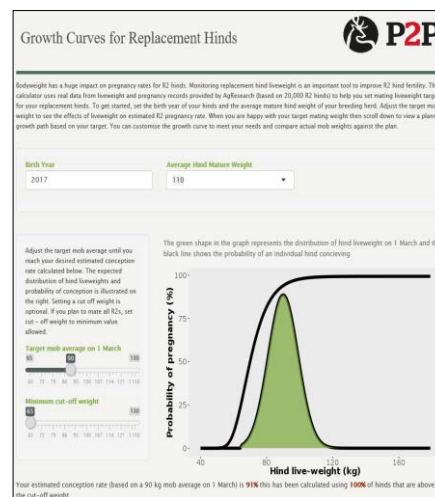 Growth Curves for Replacement Hinds
P2P
Bodyweight has a huge impact on pregnancy rates for R2 hinds. Monitoring replacement hind liveweight is an important tool to improve R2 hind fertility. Th
calculator uses real data from liveweight and pregnancy records provided by AgResearch (based on 20,000 R2 hinds) to help you set mating liveweight targe
for your replacement hinds. To get started, set the birth year of your hinds and the average mature hind weight of your breeding herd. Adjust the target mo
weight to see the effects of liveweight on estimated R2 pregnancy rate. When you are happy with your target mating weight then scroll down to view a plann
growth path based on your target. You can customise the growth curve to meet your needs and compare actual mob weights against the plan.
Birth Year
Average Hind Mature Weight
2017
110
Adjust the target mob average until you
reach your desired estimated conception
rate calculated below. The expected
distribution of hind liveweights and
probability of conception is illustrated on
the right. Setting a cut off weight is
optional. If you plan to mate all R2s, set
cut - off weight to minimum value
allowed.
Target mob average on 1 March
65
90
130
Minimum cut-off weight
65
130
The green shape in the graph represents the distribution of hind liveweight on 1 March and th
black line shows the probability of an individual hind concieving
Probability of pregnancy (%)
100-
75-
50-
25-
0-
40
80
120
160
Hind live-weight (kg)
Your estimated conception rate (based on a 90 kg mob average on 1 March) is 91% this has been calculated using 100% of hinds that are above
the cut-off weight